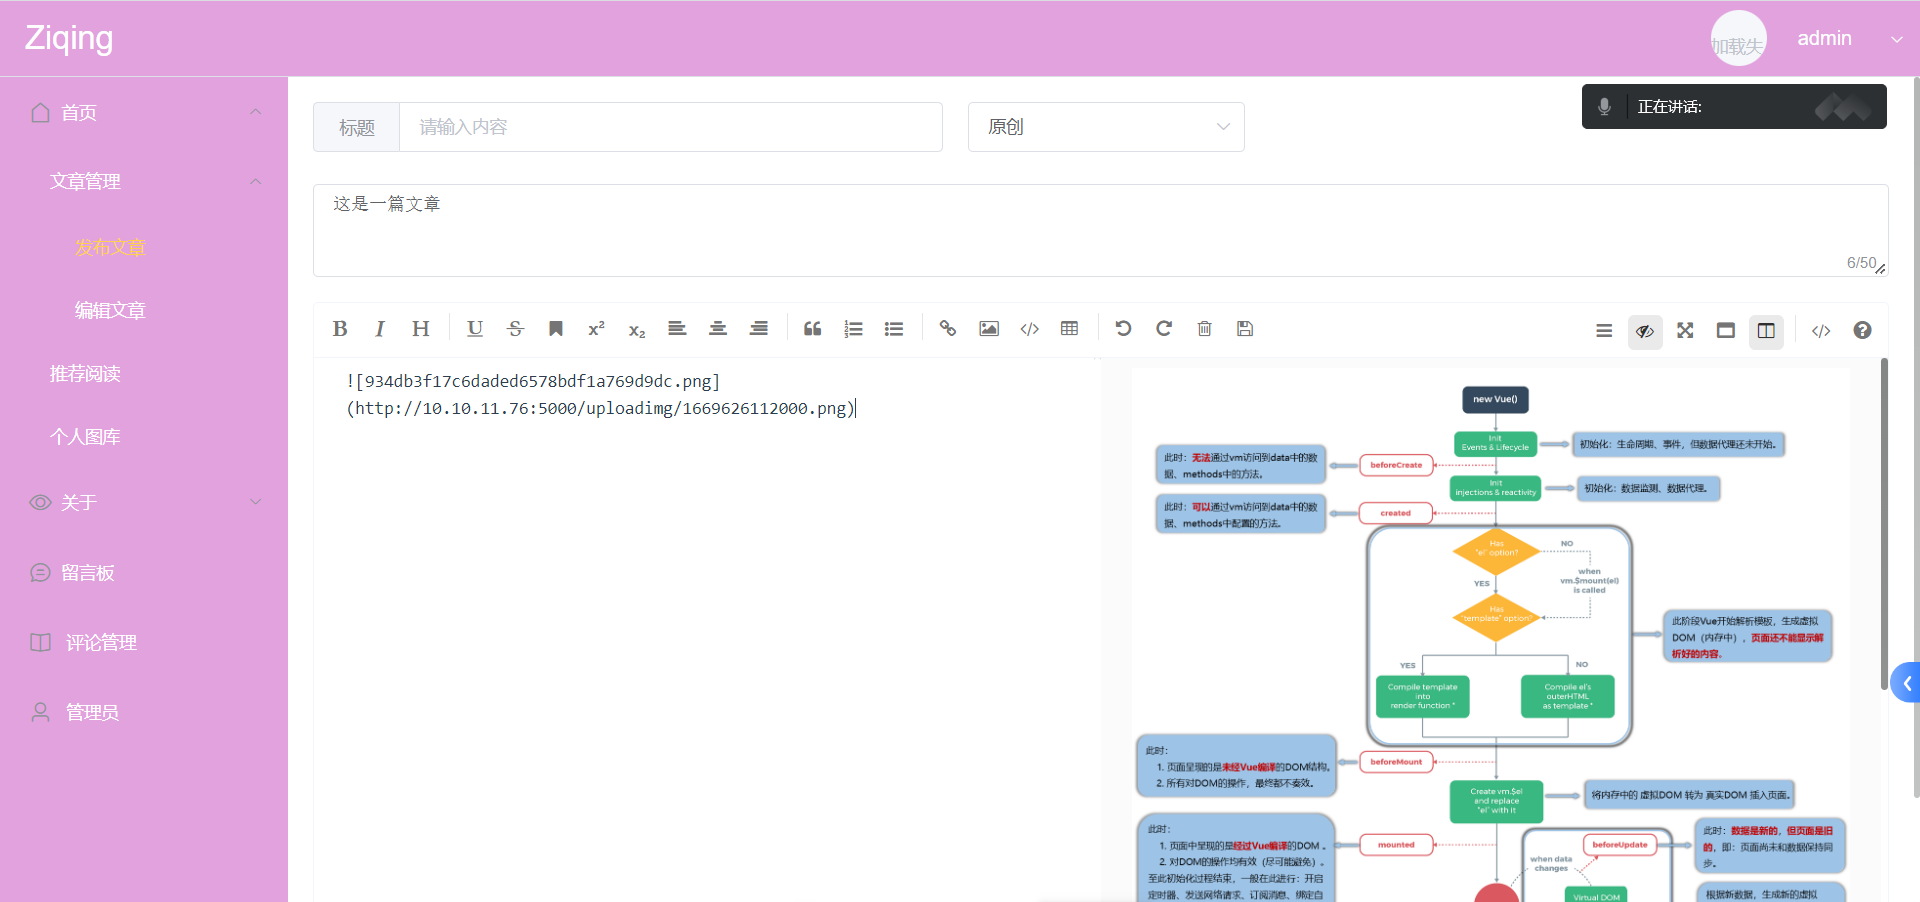 Ziqing
加载失
admin
首页
文章管理
发布文章
编辑文章
推荐阅读
个人图库
关于
留言板
评论管理
管理员
标题
请输入内容
原创
正在讲话:
这是一篇文章
6/50
![934db3f17c6daded6578bdf1a769d9dc.png]
(http://10.10.11.76:5000/uploadimg/1669626112000.png)
new Vue()
Init
Events & Lifecycle
初始化：生命周期、事件，但数据代理还未开始。
此时：无法通过vm访问到data中的数
据、methods中的方法。
beforeCreate
Init
injections & reactivity
初始化：数据监测、数据代理。
此时：可以通过vm访问到data中的数
据、methods中配置的方法。
created
Has
"el" option?
NO
when
vm.$mount(el)
is called
YES
Has
"template" option?
此阶段Vue开始解析模板，生成虚拟
DOM（内存中），页面还不能显示解
析好的内容。
YES
NO
Compile template
into
render function *
Compile el's
outerHTML
as template *
此时：
1. 页面呈现的是未经Vue编译的DOM结构。
2. 所有对DOM的操作，最终都不奏效。
beforeMount
Create vm.$el
and replace
"el" with it
将内存中的 虚拟DOM 转为 真实DOM 插入页面。
此时：
1. 页面中呈现的是经过Vue编译的DOM 。
2. 对DOM的操作均有效（尽可能避免）。
至此初始化过程结束，一般在此进行：开启
定时器、发送网络请求、订阅消息、绑定自
mounted
when data
changes
beforeUpdate
此时：数据是新的，但页面是旧
的，即：页面尚未和数据保持同
步。
Virtual DOM
根据新数据，生成新的虚拟